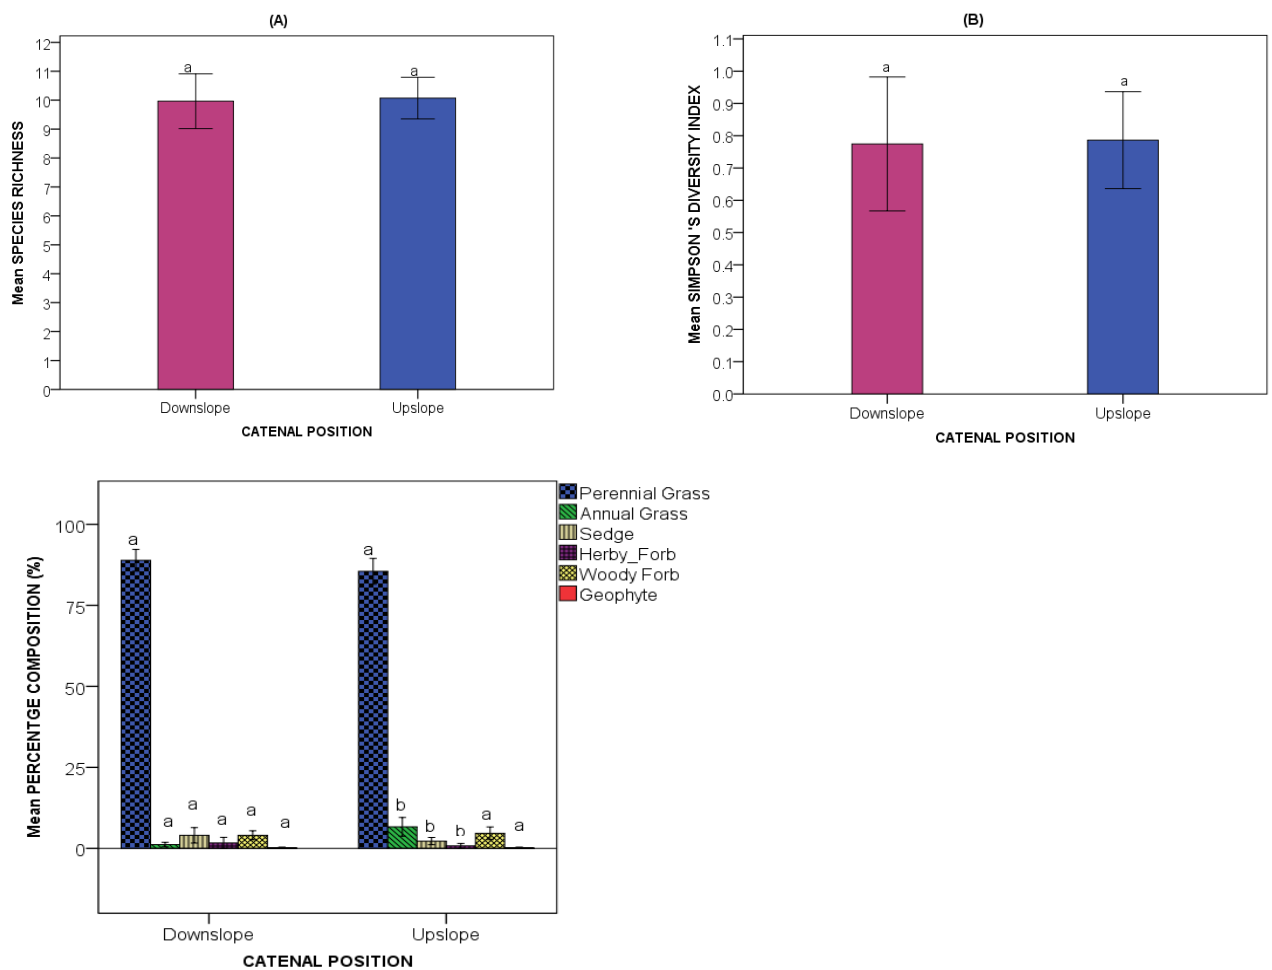 (A)
12
11
10
9
8
7
6
5
4
3
2
1
0
Mean SPECIES RICHNESS
a
a
Downslope
Upslope
CATENAL POSITION
(B)
1.1
1.0
0.9
0.8
0.7
0.6
0.5
0.4
0.3
0.2
0.1
0.0
Mean SIMPSON 'S DIVERSITY INDEX
a
a
Downslope
Upslope
CATENAL POSITION
100
75
50
25
0
Mean PERCENTGE COMPOSITION (%)
a
a
a
a
a
a
a
b
b
b
a
a
Downslope
Upslope
CATENAL POSITION
Perennial Grass
Annual Grass
Sedge
Herby_Forb
Woody Forb
Geophyte